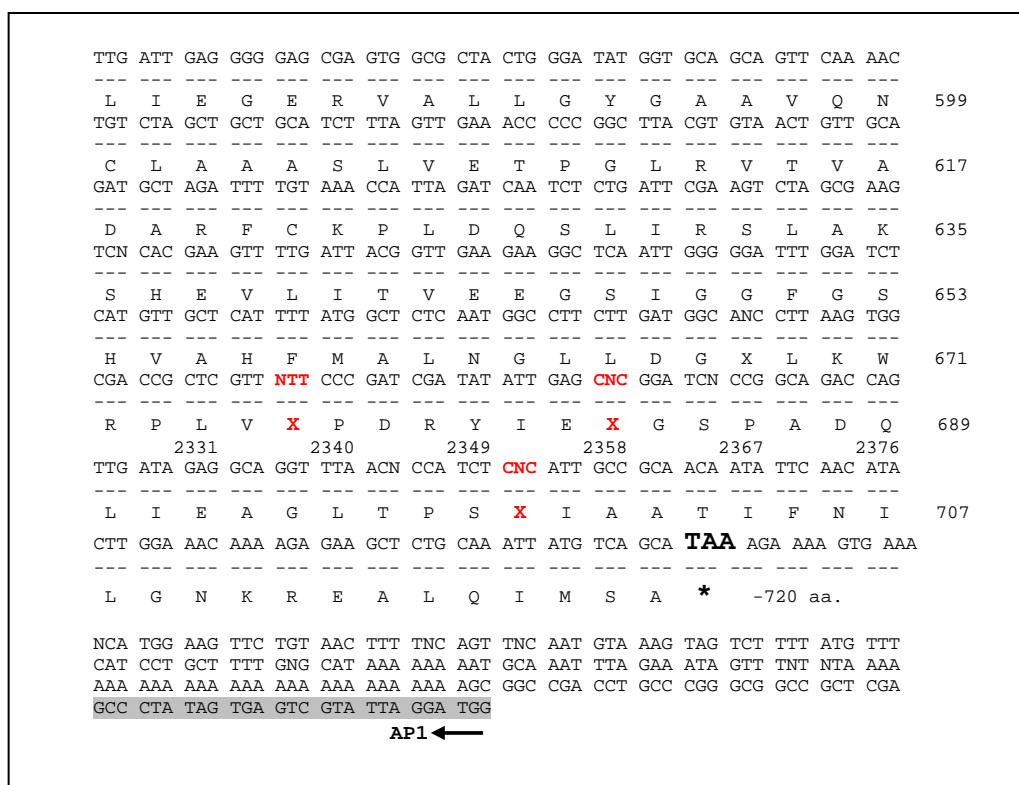 TTG ATT GAG GGG GAG CGA GTG GCG CTA CTG GGA TAT GGT GCA GCA GTT CAA AAC
--- --- --- --- --- --- --- --- --- --- --- --- --- --- --- --- --- ---
L I E G E R V A L L G Y G A A V Q N 599
TGT CTA GCT GCT GCA TCT TTA GTT GAA ACC CCC GGC TTA CGT GTA ACT GTT GCA
--- --- --- --- --- --- --- --- --- --- --- --- --- --- --- --- --- ---
C L A A A S L V E T P G L R V T V A 617
GAT GCT AGA TTT TGT AAA CCA TTA GAT CAA TCT CTG ATT CGA AGT CTA GCG AAG
--- --- --- --- --- --- --- --- --- --- --- --- --- --- --- --- --- ---
D A R F C K P L D Q S L I R S L A K 635
TCN CAC GAA GTT TTG ATT ACG GTT GAA GAA GGC TCA ATT GGG GGA TTT GGA TCT
--- --- --- --- --- --- --- --- --- --- --- --- --- --- --- --- --- ---
S H E V L I T V E E G S I G G F G S 653
CAT GTT GCT CAT TTT ATG GCT CTC AAT GGC CTT CTT GAT GGC ANC CTT AAG TGG
--- --- --- --- --- --- --- --- --- --- --- --- --- --- --- --- --- ---
H V A H F M A L N G L L D G X L K W 671
CGA CCG CTC GTT NTT CCC GAT CGA TAT ATT GAG CNC GGA TCN CCG GCA GAC CAG
--- --- --- --- --- --- --- --- --- --- --- --- --- --- --- --- --- ---
R P L V X P D R Y I E X G S P A D Q 689
2331 2340 2349 2358 2367 2376
TTG ATA GAG GCA GGT TTA ACN CCA TCT CNC ATT GCC GCA ACA ATA TTC AAC ATA
--- --- --- --- --- --- --- --- --- --- --- --- --- --- --- --- --- ---
L I E A G L T P S X I A A T I F N I 707
CTT GGA AAC AAA AGA GAA GCT CTG CAA ATT ATG TCA GCA TAA AGA AAA GTG AAA
--- --- --- --- --- --- --- --- --- --- --- --- --- --- --- --- --- ---
L G N K R E A L Q I M S A * -720 aa.
NCA TGG AAG TTC TGT AAC TTT TNC AGT TNC AAT GTA AAG TAG TCT TTT ATG TTT
CAT CCT GCT TTT GNG CAT AAA AAA AAT GCA AAT TTA GAA ATA GTT TNT NTA AAA
AAA AAA AAA AAA AAA AAA AAA AAA AGC GGC CGA CCT GCC CGG GCG GCC GCT CGA
GCC CTA TAG TGA GTC GTA TTA GGA TGG
AP1